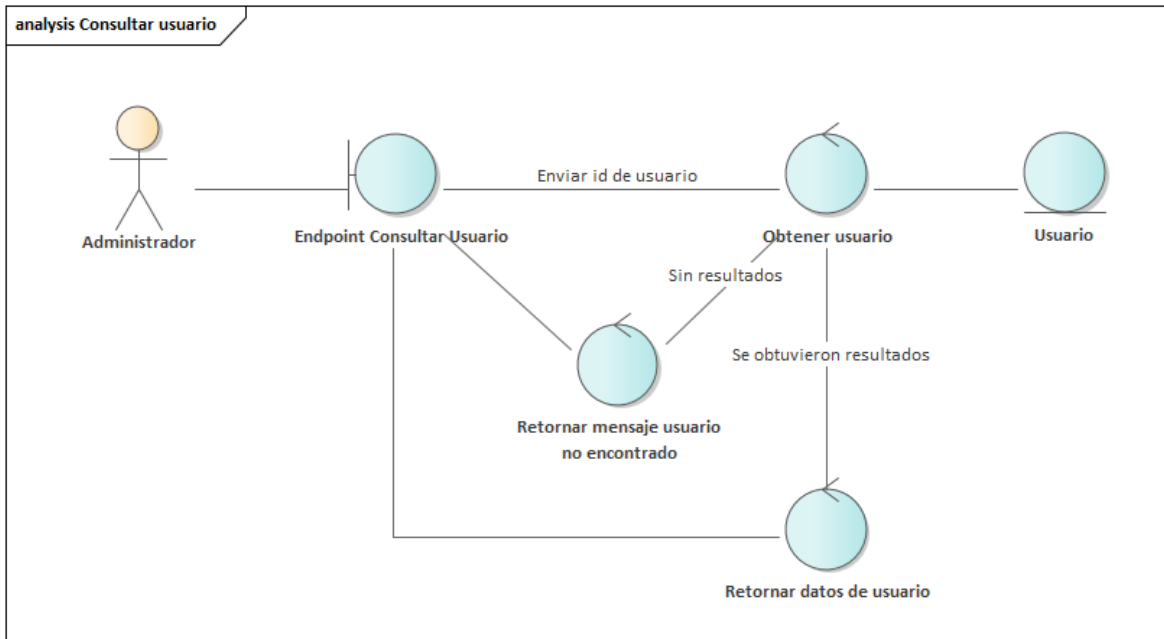 analysis Consultar usuario
Enviar id de usuario
Administrador
Endpoint Consultar Usuario
Obtener usuario
Usuario
Sin resultados
Se obtuvieron resultados
Retornar mensaje usuario
no encontrado
Retornar datos de usuario